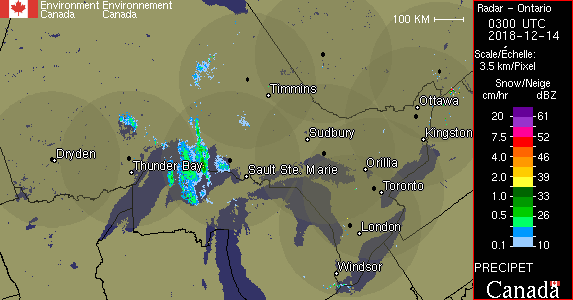 Environment Environnement
Canada Canada
100 KM
Timmins
Ottawa
Sudbury
Kingston
Dryden
Thunder Bay
Sault Ste. Marie
Orillia
Toronto
London
Windsor
Radar - Ontario
0300 UTC
2018-12-14
Scale/Échelle:
3.5 km/Pixel
Snow/Neige
cm/hr dBZ
20 61
7.5 52
4.0 46
2.0 39
1.0 33
0.5 26
0.1 10
PRECIPET
Canada